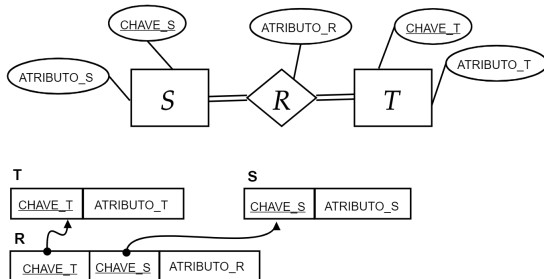 CHAVE_S
ATRIBUTO_R
CHAVE_T
ATRIBUTO_S
ATRIBUTO_T
S
R
T
T
S
CHAVE_T ATRIBUTO_T
CHAVE_S ATRIBUTO_S
R
CHAVE_T CHAVE_S ATRIBUTO_R